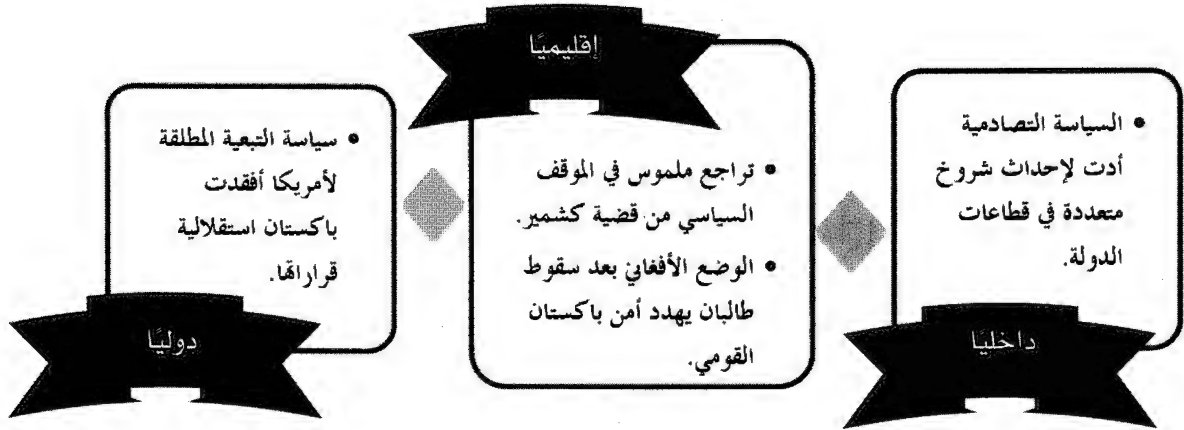 داخليًا
• السياسة التصادمية
أدت لإحداث شروخ
متعددة في قطاعات
الدولة.
إقليميًا
• تراجع ملموس في الموقف
السياسي من قضية كشمير.
• الوضع الأفغاني بعد سقوط
طالبان يهدد أمن باكستان
القومي.
دوليًا
• سياسة التبعية المطلقة
لأمريكا أفقدت
باكستان استقلالية
قراراتها.